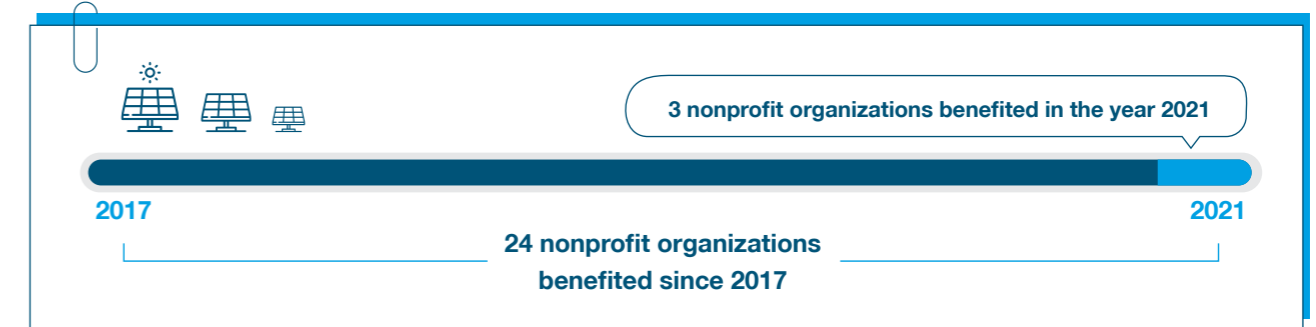 3 nonprofit organizations benefited in the year 2021
2017
2021
24 nonprofit organizations
benefited since 2017